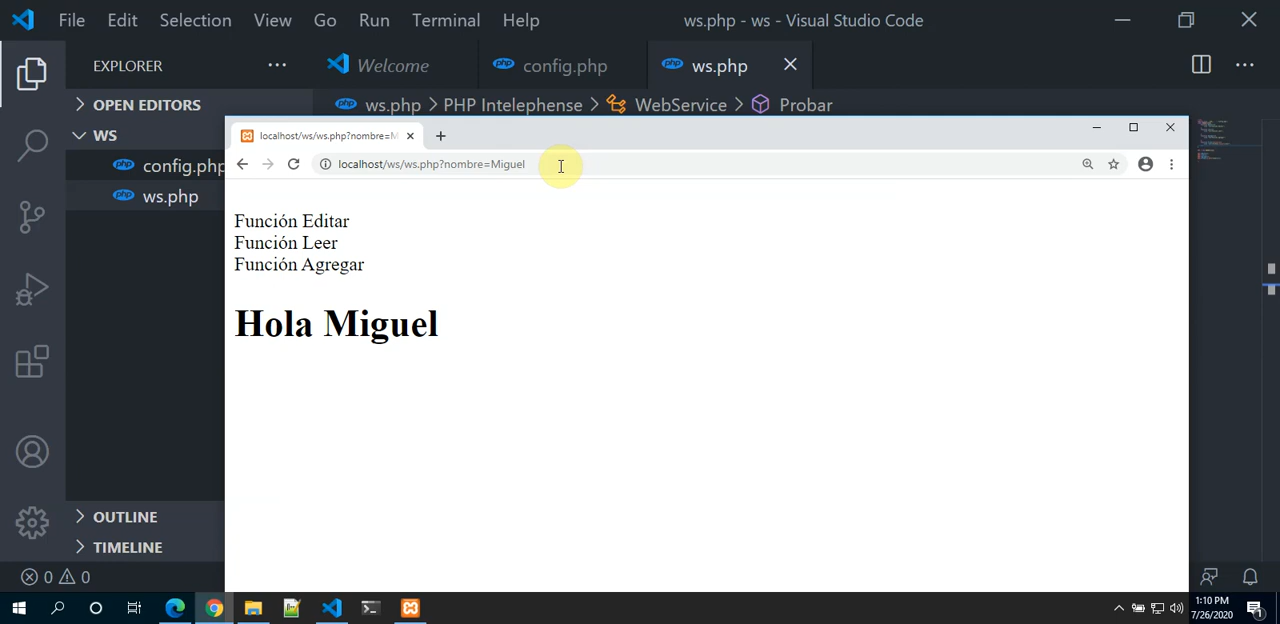 File Edit Selection View Go Run Terminal Help ws.php - ws - Visual Studio Code
EXPLORER ··· Welcome config.php ws.php
OPEN EDITORS ws.php > PHP Intelephense > WebService > Probar
WS
config.php
ws.php
localhost/ws/ws.php?nombre=M
localhost/ws/ws.php?nombre=Miguel
Función Editar
Función Leer
Función Agregar
Hola Miguel
OUTLINE
TIMELINE
0 0
1:10 PM
7/26/2020
1